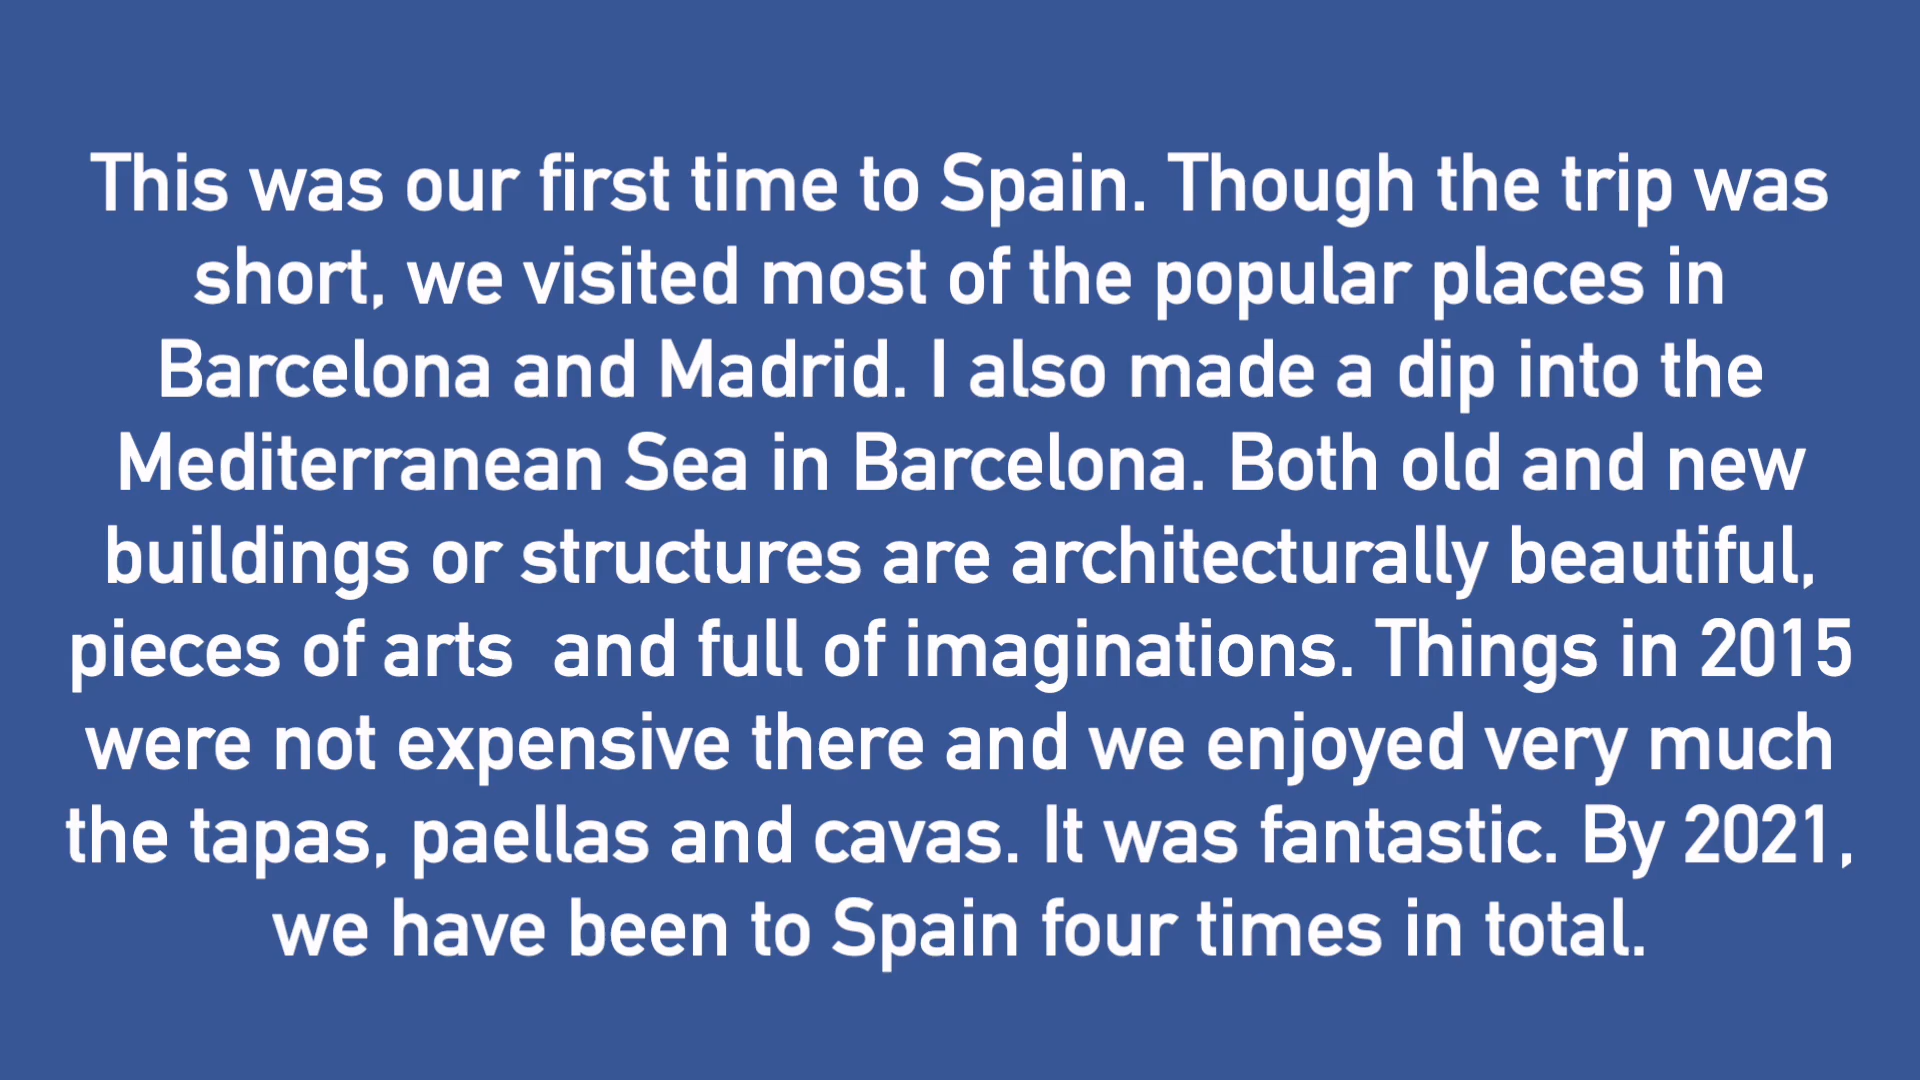 This was our first time to Spain. Though the trip was
short, we visited most of the popular places in
Barcelona and Madrid. I also made a dip into the
Mediterranean Sea in Barcelona. Both old and new
buildings or structures are architecturally beautiful,
pieces of arts  and full of imaginations. Things in 2015
were not expensive there and we enjoyed very much
the tapas, paellas and cavas. It was fantastic. By 2021,
we have been to Spain four times in total.